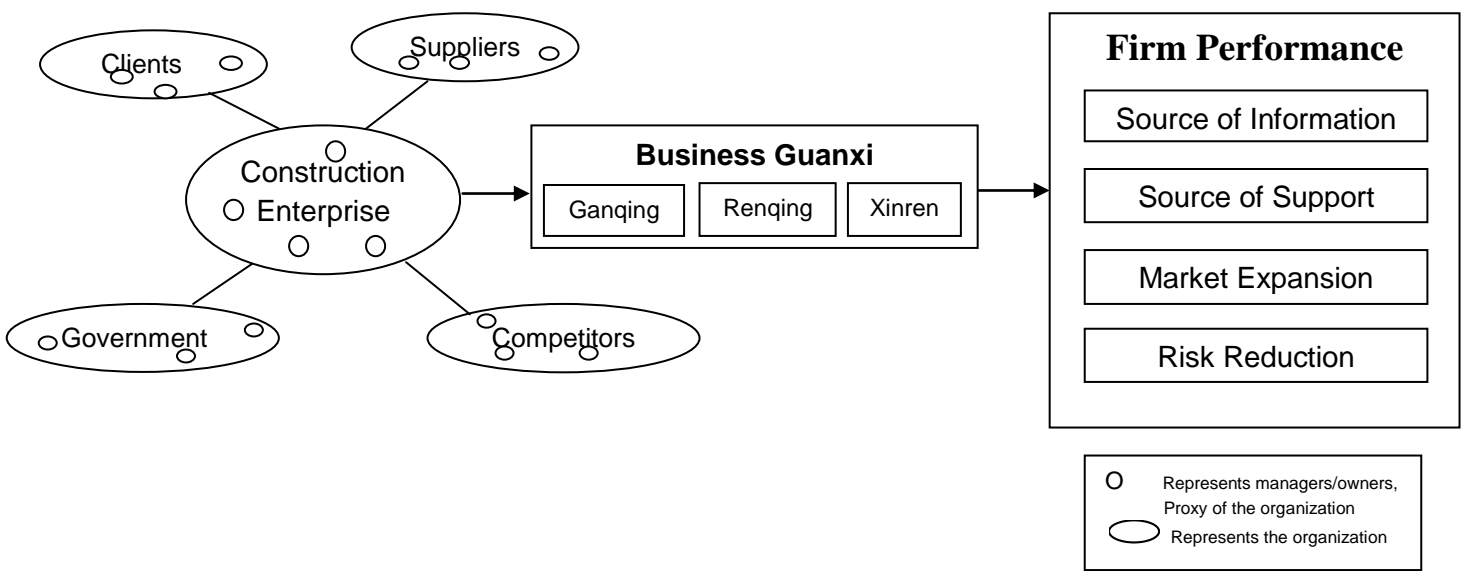 Clients
Suppliers
Construction
Enterprise
Government
Competitors
Business Guanxi
Ganqing
Renqing
Xinren
Firm Performance
Source of Information
Source of Support
Market Expansion
Risk Reduction
Represents managers/owners,
Proxy of the organization
Represents the organization